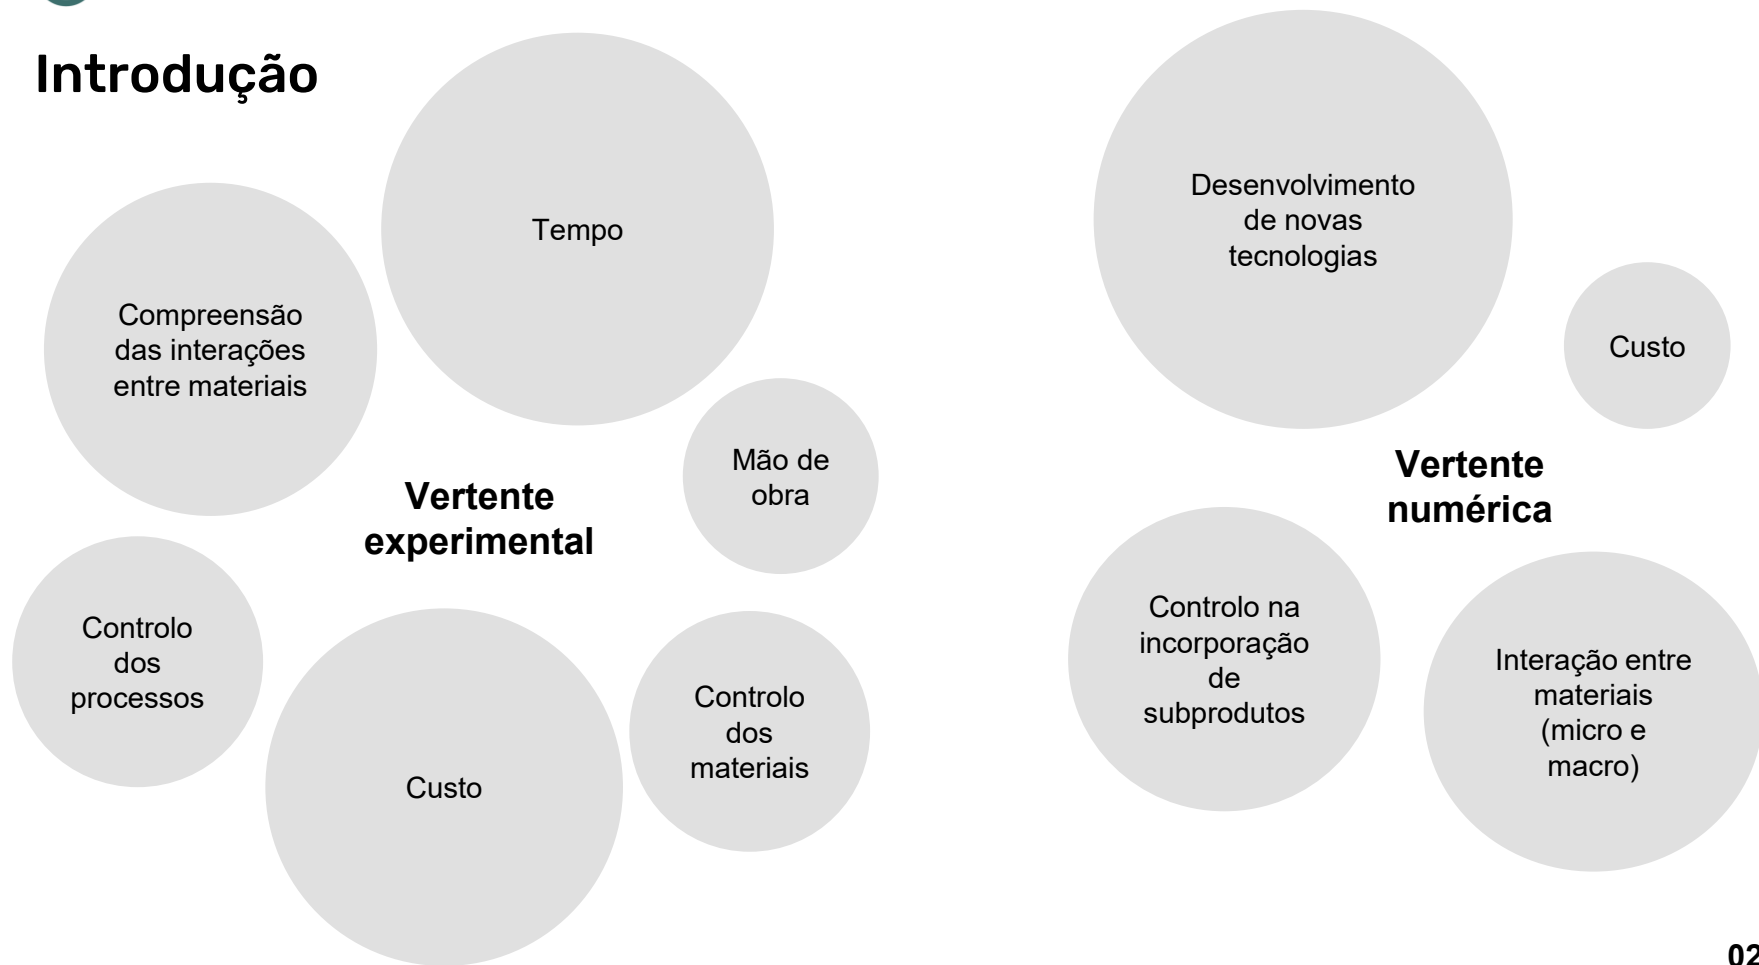 Introdução
Tempo
Compreensão
das interações
entre materiais
Mão de
obra
Vertente
experimental
Controlo
dos
processos
Custo
Controlo
dos
materiais
Desenvolvimento
de novas
tecnologias
Custo
Vertente
numérica
Controlo na
incorporação
de
subprodutos
Interação entre
materiais
(micro e
macro)
02